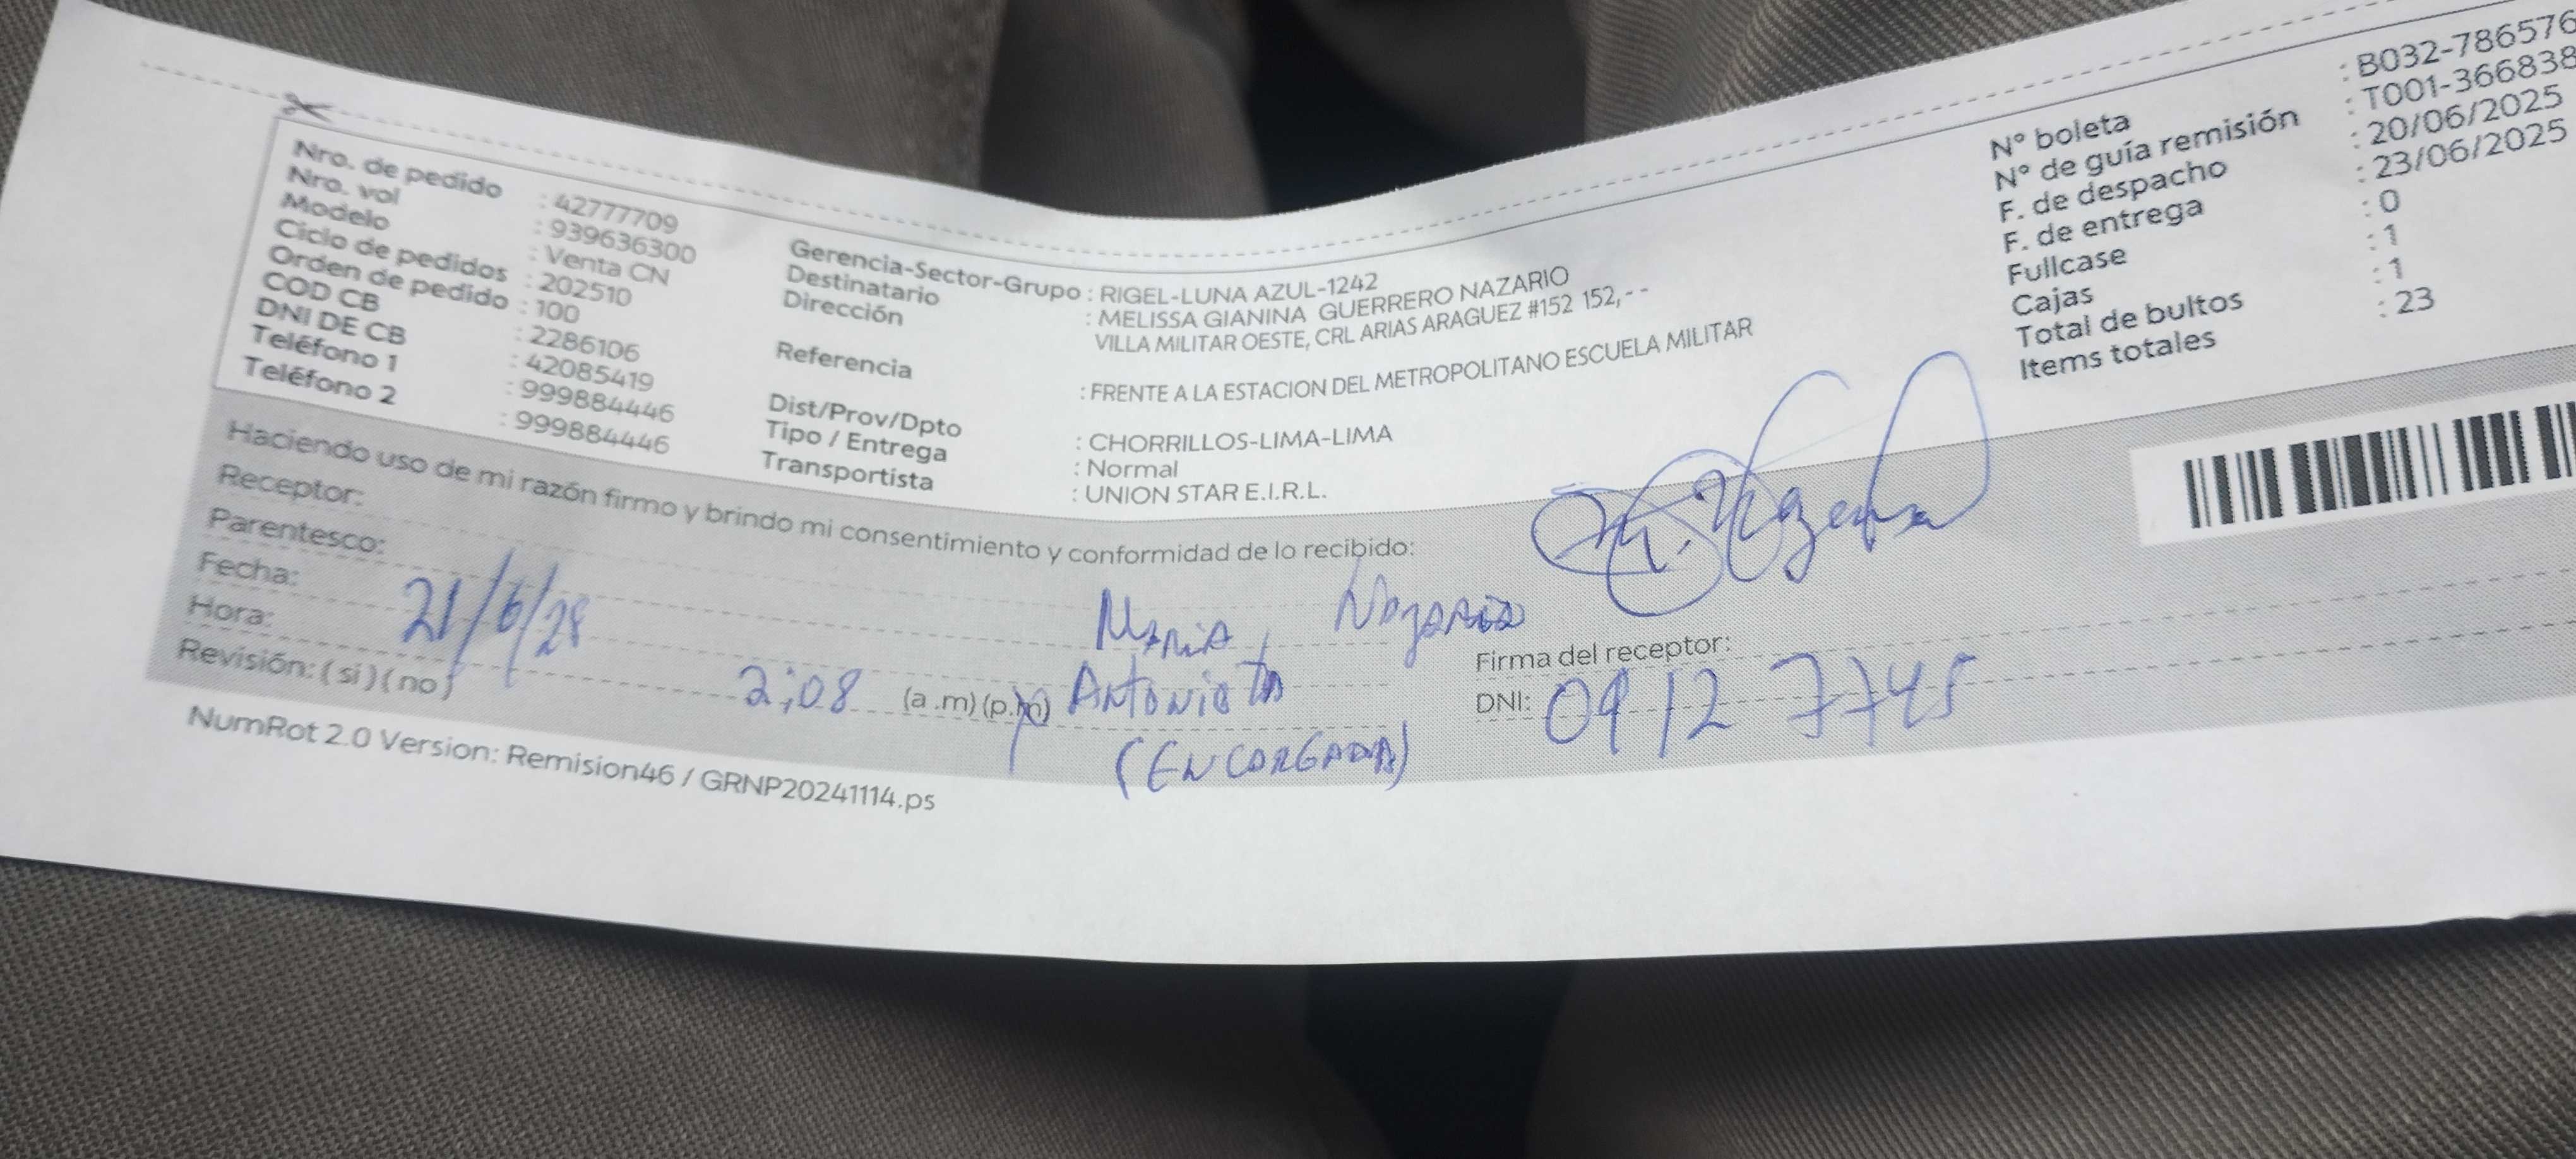 Nro. de pedido : 42777709
Nro. vol : 939636300
Modelo : Venta CN
Ciclo de pedidos : 202510
Orden de pedido : 100
COD CB : 2286106
DNI DE CB : 42085419
Teléfono 1 : 999884446
Teléfono 2 : 999884446
Gerencia-Sector-Grupo : RIGEL-LUNA AZUL-1242
Destinatario : MELISSA GIANINA GUERRERO NAZARIO
Dirección : VILLA MILITAR OESTE, CRL ARIAS ARAGUEZ #152 152,- -
Referencia : FRENTE A LA ESTACION DEL METROPOLITANO ESCUELA MILITAR
Dist/Prov/Dpto : CHORRILLOS-LIMA-LIMA
Tipo / Entrega : Normal
Transportista : UNION STAR E.I.R.L.
N° boleta : B032-786576
N° de guía remisión : T001-366838
F. de despacho : 20/06/2025
F. de entrega : 23/06/2025
Fullcase : 0
Cajas : 1
Total de bultos : 1
Items totales : 23
Haciendo uso de mi razón firmo y brindo mi consentimiento y conformidad de lo recibido:
Receptor:
Parentesco: Maria Nazario
Fecha: 21/6/
Hora: 2:08 (a .m) (p.m) Antonieta
Revisión: ( si ) ( no ) (ENCARGADA)
Firma del receptor:
DNI: 09127745
NumRot 2.0 Version: Remision46 / GRNP20241114.ps